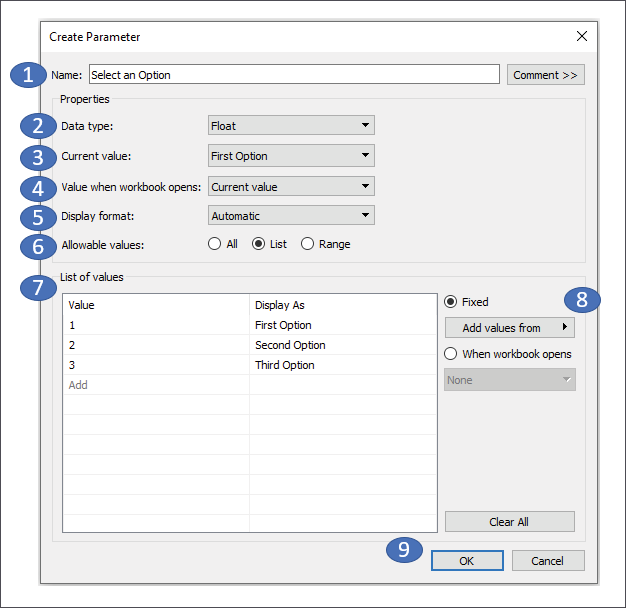 Create Parameter
1 Name: Select an Option Comment >>
Properties
2 Data type: Float
3 Current value: First Option
4 Value when workbook opens: Current value
5 Display format: Automatic
6 Allowable values: All List Range
7 List of values
8
Value Display As
Fixed
1 First Option
Add values from
2 Second Option
When workbook opens
3 Third Option
None
Add
Clear All
9 OK Cancel